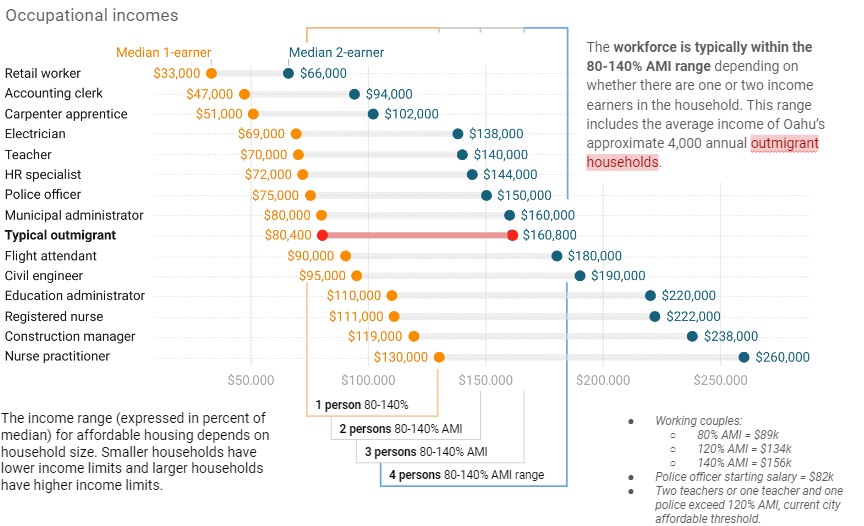 Occupational incomes
Median 1-earner
Median 2-earner
Retail worker $33,000 $66,000
Accounting clerk $47,000 $94,000
Carpenter apprentice $51,000 $102,000
Electrician $69,000 $138,000
Teacher $70,000 $140,000
HR specialist $72,000 $144,000
Police officer $75,000 $150,000
Municipal administrator $80,000 $160,000
Typical outmigrant $80,400 $160,800
Flight attendant $90,000 $180,000
Civil engineer $95,000 $190,000
Education administrator $110,000 $220,000
Registered nurse $111,000 $222,000
Construction manager $119,000 $238,000
Nurse practitioner $130,000 $260,000
$50.000 $100.000 $150.000 $200.000 $250.000
The workforce is typically within the
80-140% AMI range depending on
whether there are one or two income
earners in the household. This range
includes the average income of Oahu's
approximate 4,000 annual outmigrant
households.
1 person 80-140%
2 persons 80-140% AMI
3 persons 80-140% AMI
4 persons 80-140% AMI range
The income range (expressed in percent of
median) for affordable housing depends on
household size. Smaller households have
lower income limits and larger households
have higher income limits.
● Working couples:
○ 80% AMI = $89k
○ 120% AMI = $134k
○ 140% AMI = $156k
● Police officer starting salary = $82k
● Two teachers or one teacher and one
police exceed 120% AMI, current city
affordable threshold.